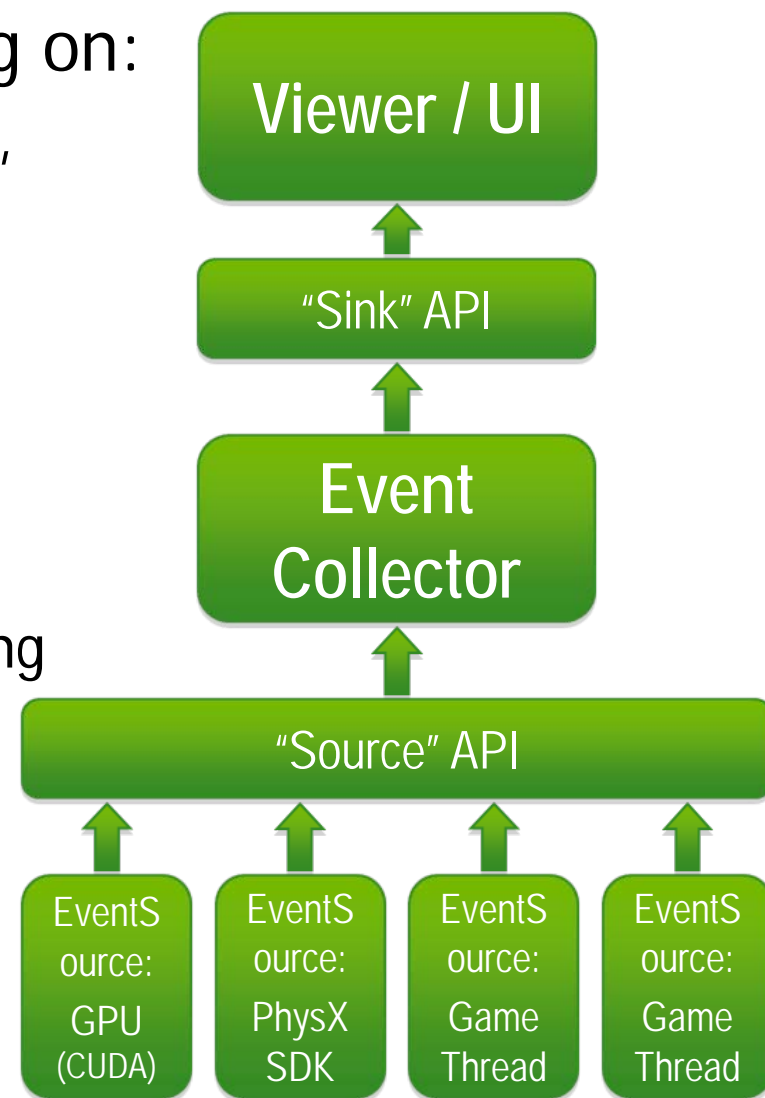 g on:
Viewer / UI
"
“Sink” API
Event
Collector
ng
“Source” API
EventS
ource:
GPU
(CUDA)
EventS
ource:
PhysX
SDK
EventS
ource:
Game
Thread
EventS
ource:
Game
Thread